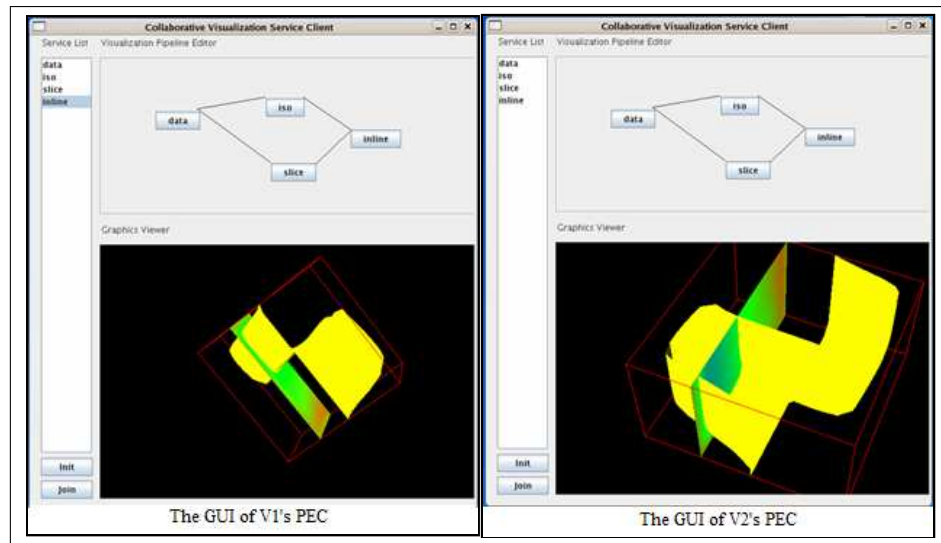 Collaborative Visualization Service Client
Service List Visualization Pipeline Editor
data
iso
slice
inline
data
iso
inline
slice
Graphics Viewer
Init
Join
The GUI of V1's PEC
Collaborative Visualization Service Client
Service List Visualization Pipeline Editor
data
iso
slice
inline
data
iso
inline
slice
Graphics Viewer
Init
Join
The GUI of V2's PEC